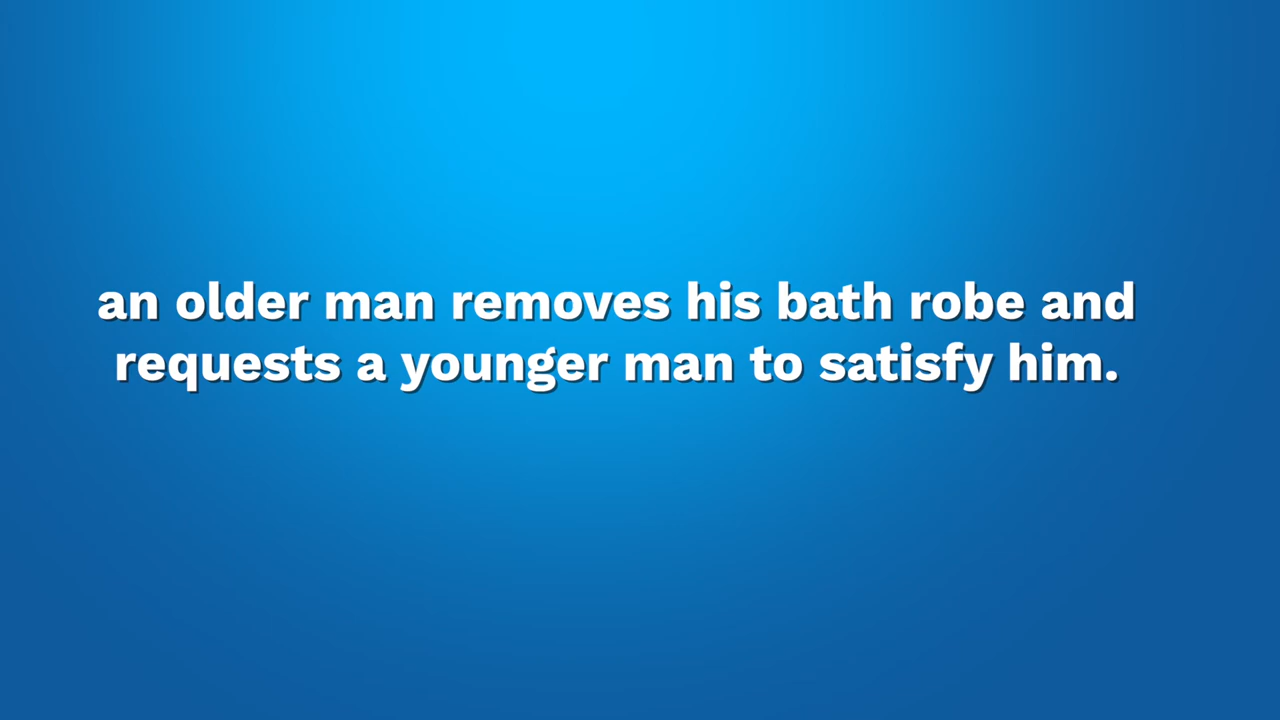 an older man removes his bath robe and
requests a younger man to satisfy him.